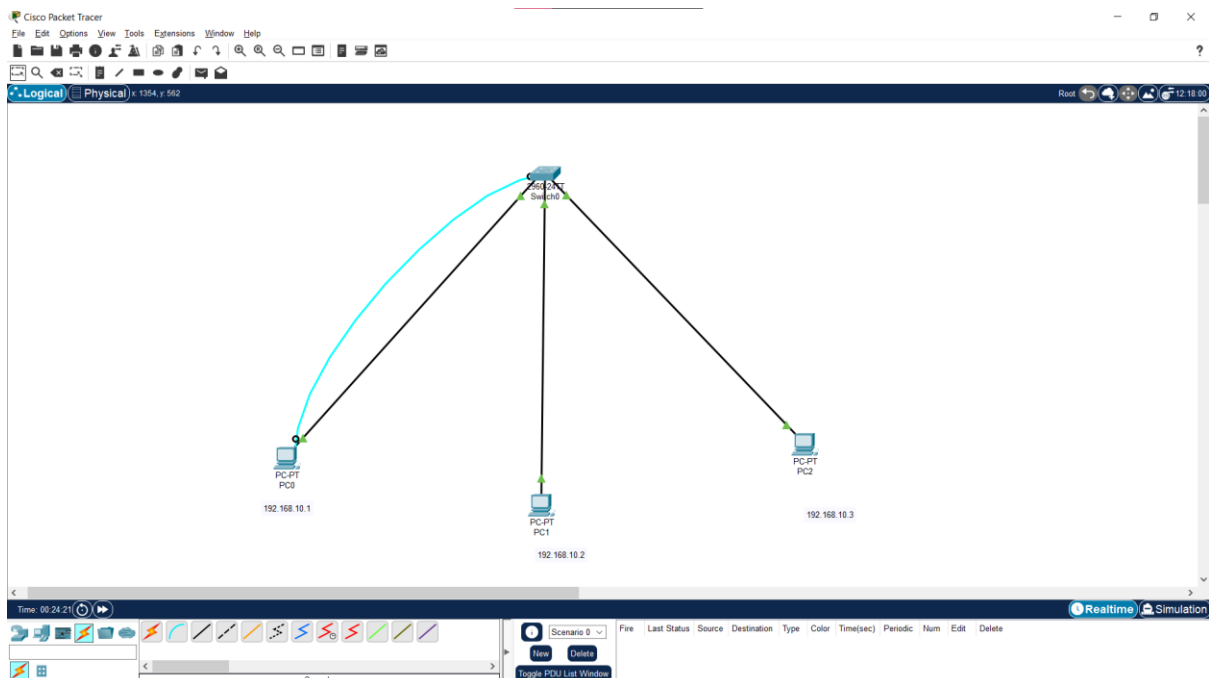 Cisco Packet Tracer
File Edit Options View Tools Extensions Window Help
?
Logical Physical x: 1354, y: 562 Root 12:18:00
2960-24TT
Switch0
PC-PT
PC0
192.168.10.1
PC-PT
PC1
192.168.10.2
PC-PT
PC2
192.168.10.3
Time: 00:24:21 Realtime Simulation
Scenario 0
New Delete
Toggle PDU List Window
Fire Last Status Source Destination Type Color Time(sec) Periodic Num Edit Delete